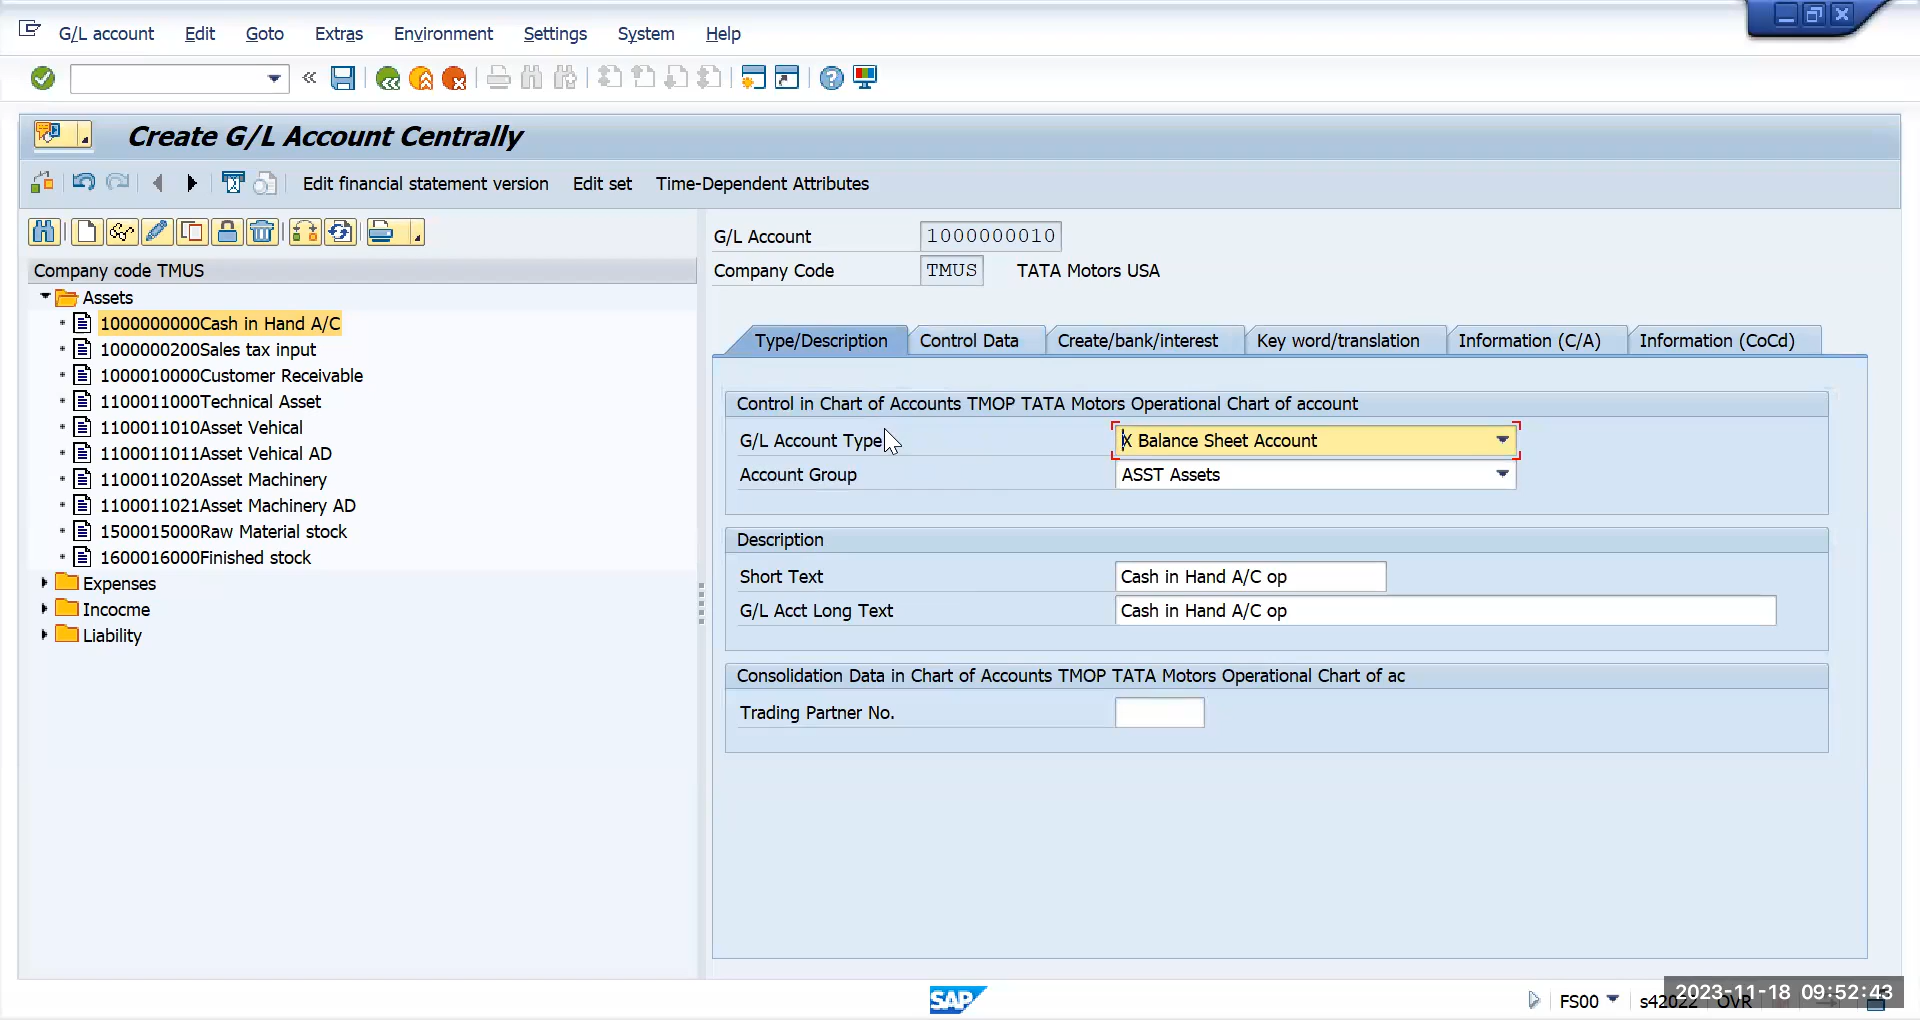 G/L account Edit Goto Extras Environment Settings System Help
Create G/L Account Centrally
Edit financial statement version Edit set Time-Dependent Attributes
Company code TMUS
Assets
1000000000Cash in Hand A/C
1000000200Sales tax input
1000010000Customer Receivable
1100011000Technical Asset
1100011010Asset Vehical
1100011011Asset Vehical AD
1100011020Asset Machinery
1100011021Asset Machinery AD
1500015000Raw Material stock
1600016000Finished stock
Expenses
Incocme
Liability
G/L Account 1000000010
Company Code TMUS TATA Motors USA
Type/Description Control Data Create/bank/interest Key word/translation Information (C/A) Information (CoCd)
Control in Chart of Accounts TMOP TATA Motors Operational Chart of account
G/L Account Type X Balance Sheet Account
Account Group ASST Assets
Description
Short Text Cash in Hand A/C op
G/L Acct Long Text Cash in Hand A/C op
Consolidation Data in Chart of Accounts TMOP TATA Motors Operational Chart of ac
Trading Partner No.
SAP
FS00 s42022 OVR
2023-11-18 09:52:43